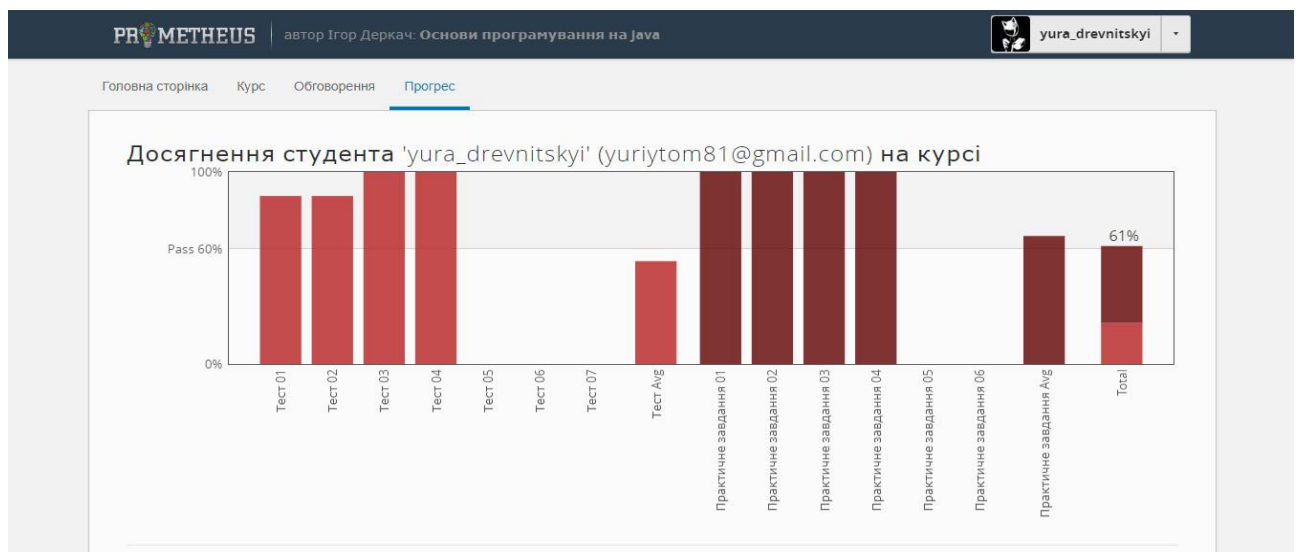 PROMETHEUS автор Ігор Деркач: Основи програмування на Java yura_drevnitskyi
Головна сторінка Курс Обговорення Прогрес
Досягнення студента 'yura_drevnitskyi' (yuriytom81@gmail.com) на курсі
100%
Pass 60%
0%
61%
Тест 01
Тест 02
Тест 03
Тест 04
Тест 05
Тест 06
Тест 07
Тест Avg
Практичне завдання 01
Практичне завдання 02
Практичне завдання 03
Практичне завдання 04
Практичне завдання 05
Практичне завдання 06
Практичне завдання Avg
Total